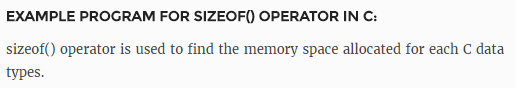 EXAMPLE PROGRAM FOR SIZEOF() OPERATOR IN C:
sizeof() operator is used to find the memory space allocated for each C data
types.